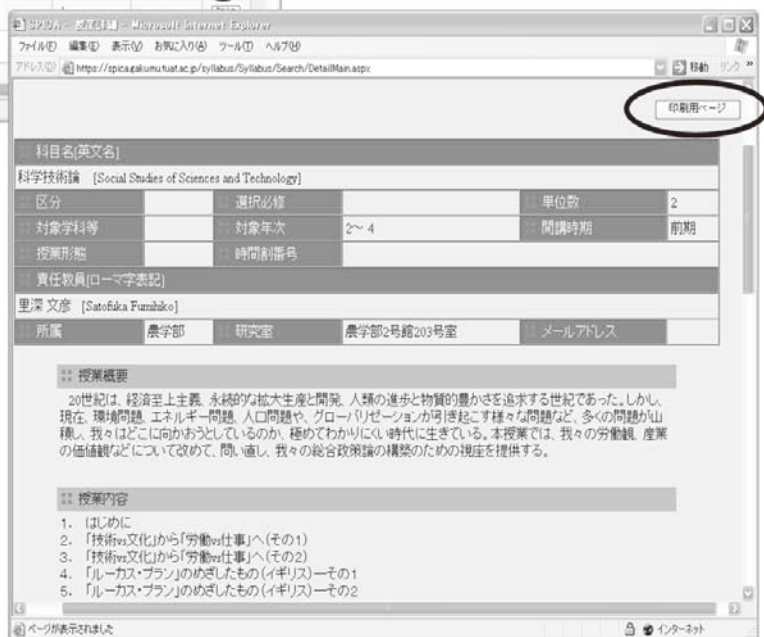 SPICA - 授業詳細 - Microsoft Internet Explorer
ファイル(F) 編集(E) 表示(V) お気に入り(A) ツール(T) ヘルプ(H)
アドレス(D) https://spica.gakumu.tuat.ac.jp/syllabus/Syllabus/Search/DetailMain.aspx 移動 リンク »
印刷用ページ
科目名[英文名]
科学技術論 [Social Studies of Sciences and Technology]
区分 選択必修 単位数 2
対象学科等 対象年次 2～4 開講時期 前期
授業形態 時間割番号
責任教員[ローマ字表記]
里深 文彦 [Satofuka Fumihiko]
所属 農学部 研究室 農学部2号館203号室 メールアドレス
授業概要
20世紀は、経済至上主義、永続的な拡大生産と開発、人類の進歩と物質的豊かさを追求する世紀であった。しかし、
現在、環境問題、エネルギー問題、人口問題や、グローバリゼーションが引き起こす様々な問題など、多くの問題が山
積し、我々はどこに向かおうとしているのか、極めてわかりにくい時代に生きている。本授業では、我々の労働観、産業
の価値観などについて改めて、問い直し、我々の総合政策論の構築のための視座を提供する。
授業内容
1. はじめに
2. 「技術vs文化」から「労働vs仕事」へ(その1)
3. 「技術vs文化」から「労働vs仕事」へ(その2)
4. 「ルーカス・プラン」のめざしたもの(イギリス)―その1
5. 「ルーカス・プラン」のめざしたもの(イギリス)―その2
ページが表示されました インターネット